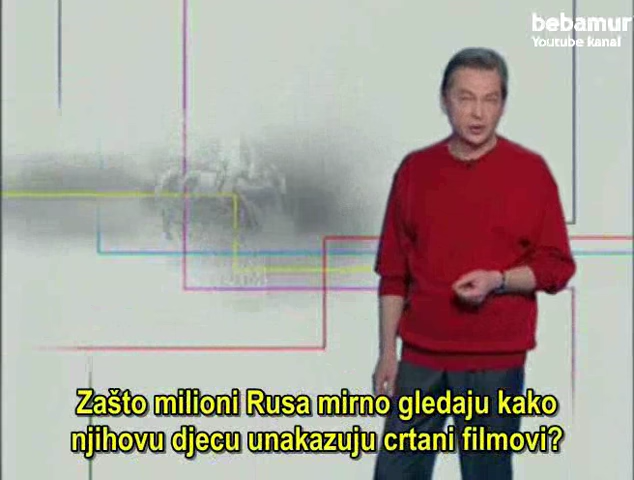 bebamur
Youtube kanal
Zašto milioni Rusa mirno gledaju kako
njihovu djecu unakazuju crtani filmovi?